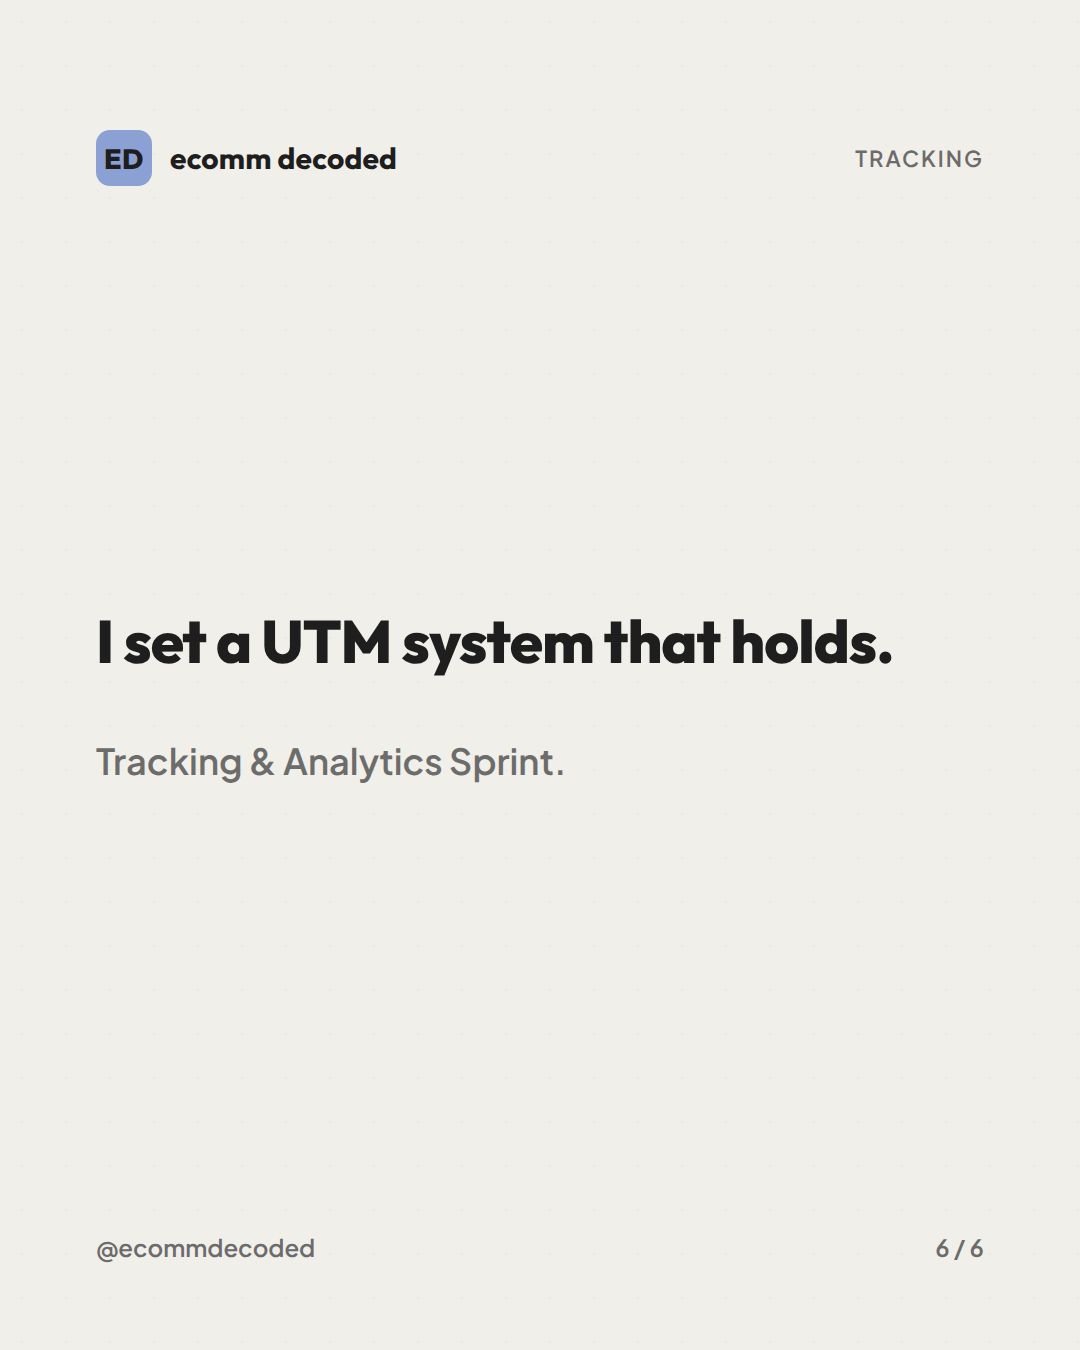 ED ecomm decoded
TRACKING
I set a UTM system that holds.
Tracking & Analytics Sprint.
@ecommdecoded
6 / 6